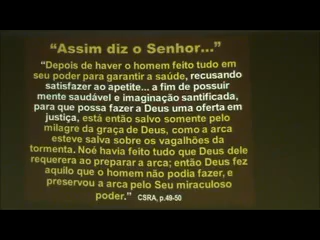 “Assim diz o Senhor...”
“Depois de haver o homem feito tudo em
seu poder para garantir a saúde, recusando
satisfazer ao apetite... a fim de possuir
mente saudável e imaginação santificada,
para que possa fazer a Deus uma oferta em
justiça, está então salvo somente pelo
milagre da graça de Deus, como a arca
esteve salva sobre os vagalhões da
tormenta. Noé havia feito tudo que Deus dele
requerera ao preparar a arca; então Deus fez
aquilo que o homem não podia fazer, e
preservou a arca pelo Seu miraculoso
poder.” CSRA, p.49-50